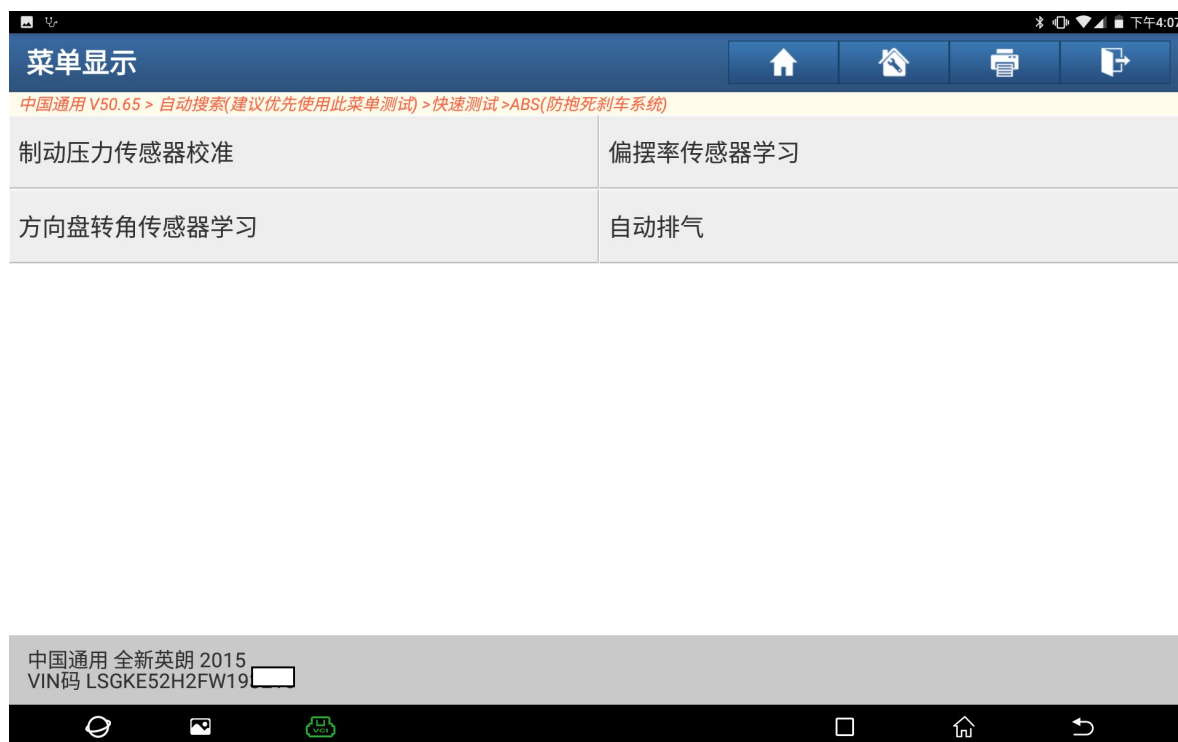 下午4:07
菜单显示
中国通用 V50.65 > 自动搜索(建议优先使用此菜单测试) >快速测试 >ABS(防抱死刹车系统)
制动压力传感器校准
偏摆率传感器学习
方向盘转角传感器学习
自动排气
中国通用 全新英朗 2015
VIN码 LSGKE52H2FW19
VCI